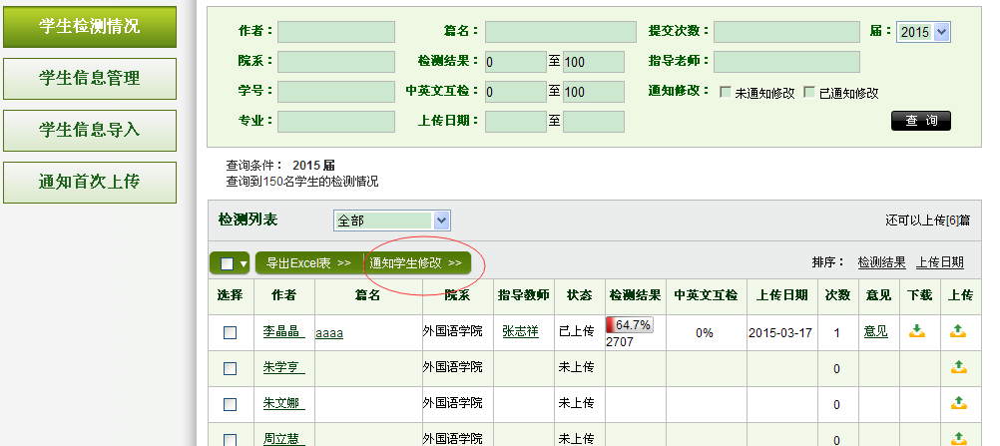 学生检测情况
学生信息管理
学生信息导入
通知首次上传
作者： 篇名： 提交次数： 届： 2015
院系： 检测结果： 0 至 100 指导老师：
学号： 中英文互检： 0 至 100 通知修改： 未通知修改 已通知修改
专业： 上传日期： 至 查 询
查询条件： 2015 届
查询到150名学生的检测情况
检测列表 全部 还可以上传[6]篇
导出Excel表 >> 通知学生修改 >> 排序： 检测结果 上传日期
选择 作者 篇名 院系 指导教师 状态 检测结果 中英文互检 上传日期 次数 意见 下载 上传
李晶晶 aaaa 外国语学院 张志祥 已上传 64.7% 0% 2015-03-17 1 意见
2707
朱学亨 外国语学院 未上传 0
朱文娜 外国语学院 未上传 0
周立慧 外国语学院 未上传 0